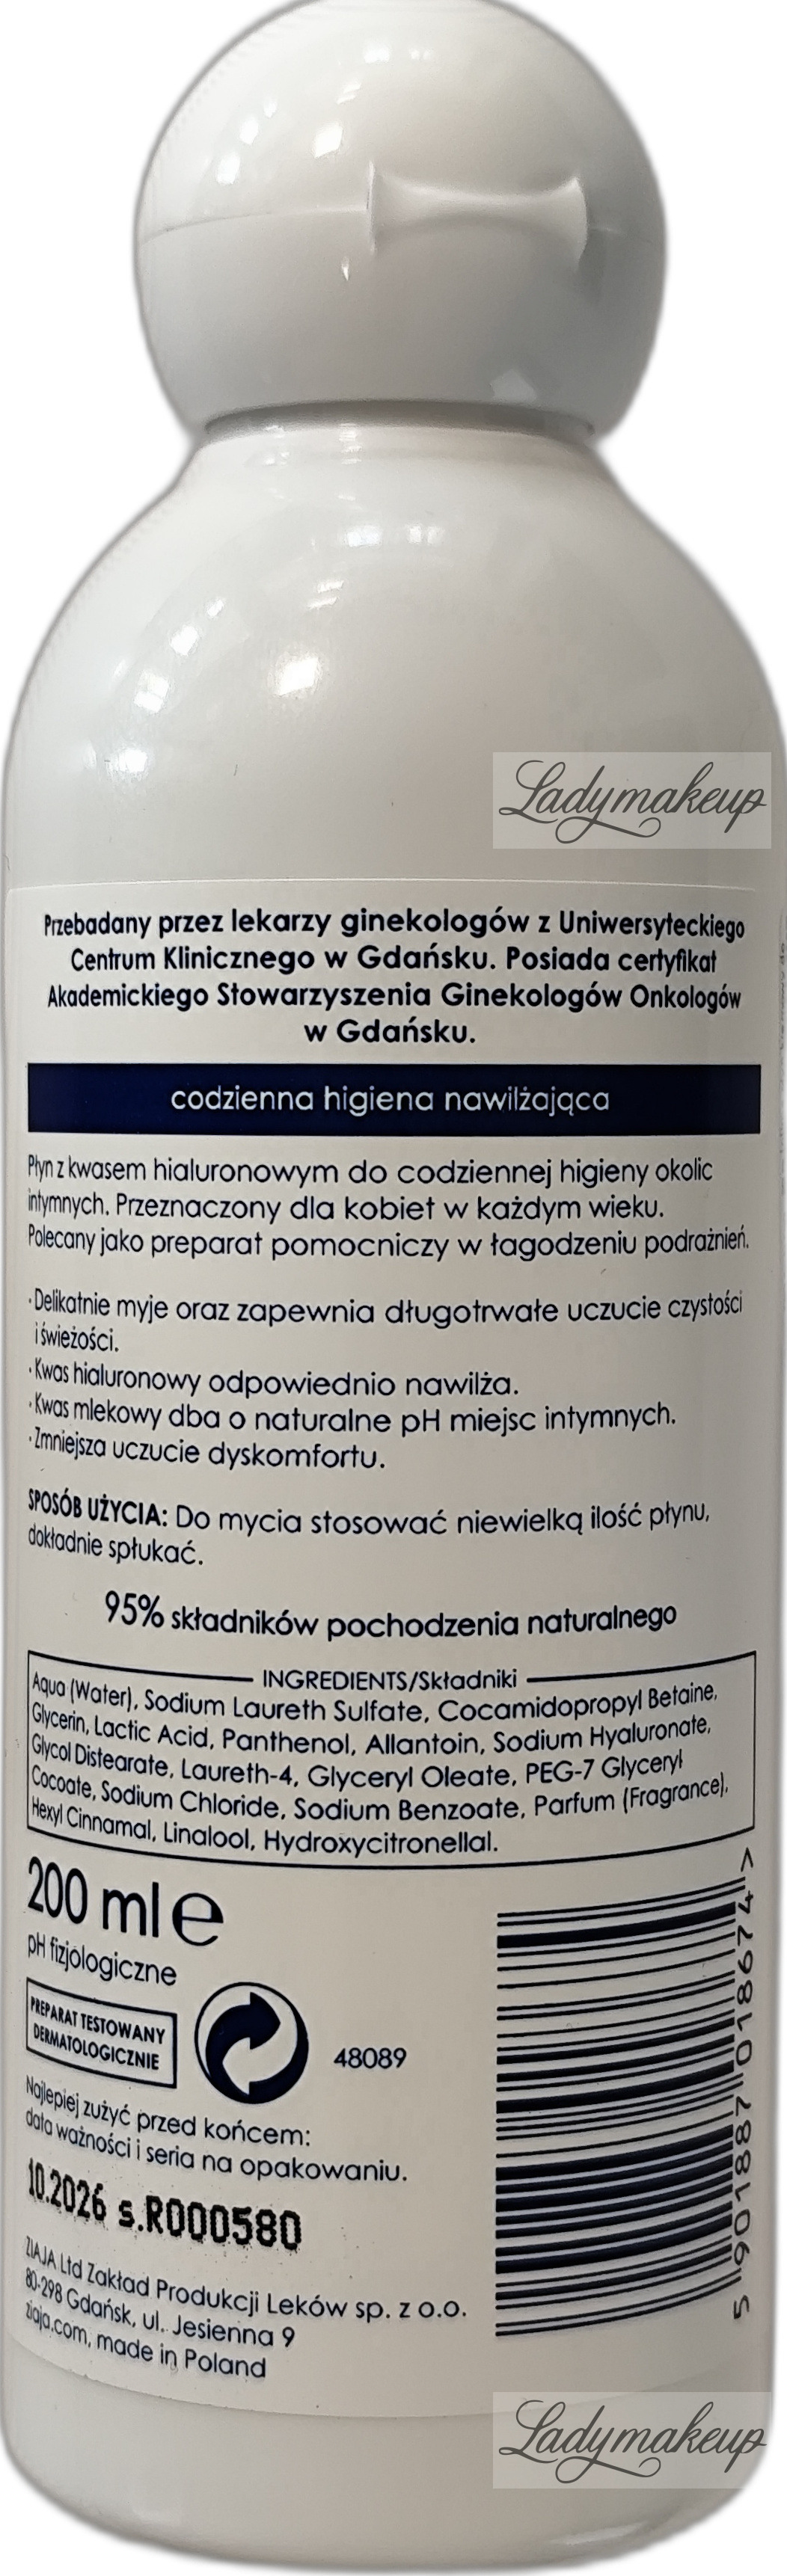 Ladymakeup
Przebadany przez lekarzy ginekologów z Uniwersyteckiego
Centrum Klinicznego w Gdańsku. Posiada certyfikat
Akademickiego Stowarzyszenia Ginekologów Onkologów
w Gdańsku.
codzienna higiena nawilżająca
Płyn z kwasem hialuronowym do codziennej higieny okolic
intymnych. Przeznaczony dla kobiet w każdym wieku.
Polecany jako preparat pomocniczy w łagodzeniu podrażnień.
· Delikatnie myje oraz zapewnia długotrwałe uczucie czystości
i świeżości.
· Kwas hialuronowy odpowiednio nawilża.
· Kwas mlekowy dba o naturalne pH miejsc intymnych.
· Zmniejsza uczucie dyskomfortu.
SPOSÓB UŻYCIA: Do mycia stosować niewielką ilość płynu,
dokładnie spłukać.
95% składników pochodzenia naturalnego
INGREDIENTS/Składniki
Aqua (Water), Sodium Laureth Sulfate, Cocamidopropyl Betaine,
Glycerin, Lactic Acid, Panthenol, Allantoin, Sodium Hyaluronate,
Glycol Distearate, Laureth-4, Glyceryl Oleate, PEG-7 Glyceryl
Cocoate, Sodium Chloride, Sodium Benzoate, Parfum (Fragrance),
Hexyl Cinnamal, Linalool, Hydroxycitronellal.
200 ml e
pH fizjologiczne
PREPARAT TESTOWANY
DERMATOLOGICZNIE
48089
Najlepiej zużyć przed końcem:
data ważności i seria na opakowaniu.
10.2026 s.R000580
ZIAJA Ltd Zakład Produkcji Leków sp. z o.o.
80-298 Gdańsk, ul. Jesienna 9
ziaja.com, made in Poland
5 901887 018674 >
Ladymakeup